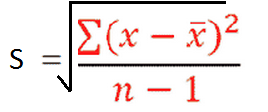 S = √(∑(x − x̄)² / (n − 1))